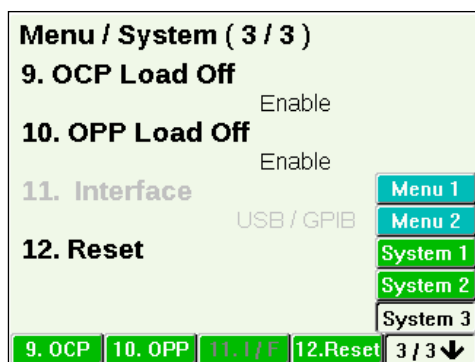 Menu / System ( 3 / 3 )
9. OCP Load Off
Enable
10. OPP Load Off
Enable
11. Interface
USB / GPIB
12. Reset
Menu 1
Menu 2
System 1
System 2
System 3
9. OCP 10. OPP 11. I / F 12.Reset 3 / 3 🡇